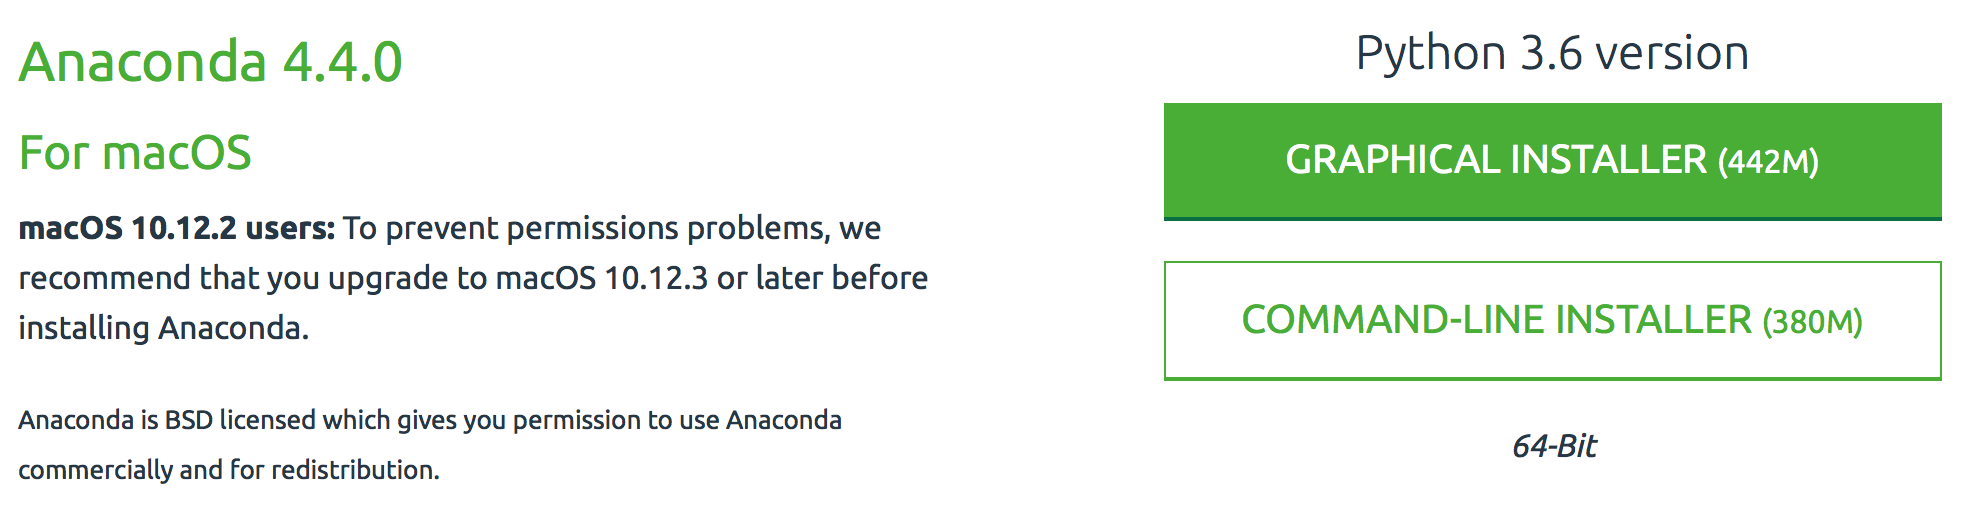 Anaconda 4.4.0
For macOS
macOS 10.12.2 users: To prevent permissions problems, we
recommend that you upgrade to macOS 10.12.3 or later before
installing Anaconda.
Anaconda is BSD licensed which gives you permission to use Anaconda
commercially and for redistribution.
Python 3.6 version
GRAPHICAL INSTALLER (442M)
COMMAND-LINE INSTALLER (380M)
64-Bit